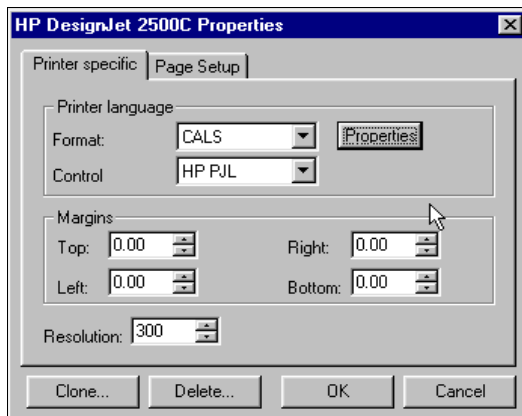 HP DesignJet 2500C Properties
Printer specific Page Setup
Printer language
Format: CALS Properties
Control HP PJL
Margins
Top: 0.00 Right: 0.00
Left: 0.00 Bottom: 0.00
Resolution: 300
Clone... Delete... OK Cancel